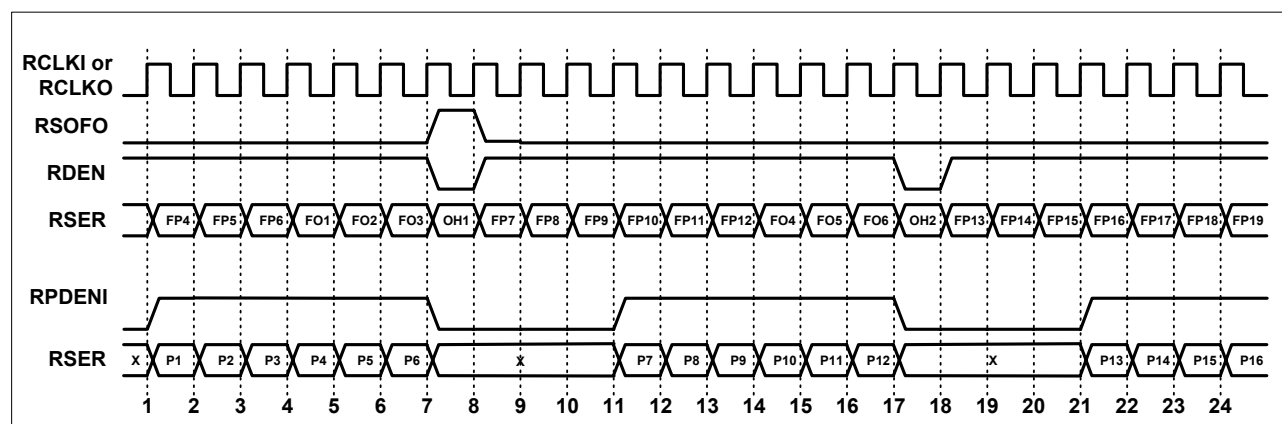 RCLKI or
RCLKO
RSOFO
RDEN
RSER FP4 FP5 FP6 FO1 FO2 FO3 OH1 FP7 FP8 FP9 FP10 FP11 FP12 FO4 FO5 FO6 OH2 FP13 FP14 FP15 FP16 FP17 FP18 FP19
RPDENI
RSER X P1 P2 P3 P4 P5 P6 X P7 P8 P9 P10 P11 P12 X P13 P14 P15 P16
1 2 3 4 5 6 7 8 9 10 11 12 13 14 15 16 17 18 19 20 21 22 23 24